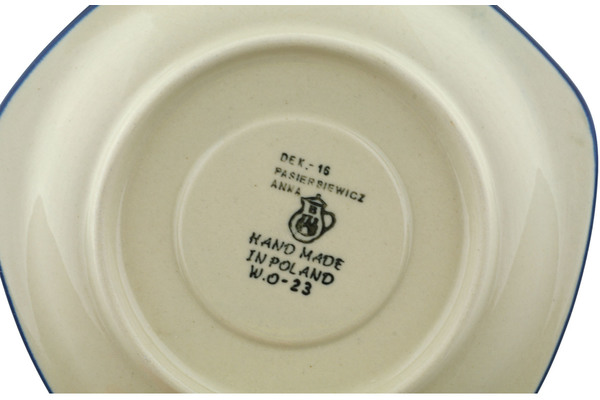 DEK.- 16
PASIERBIEWICZ
ANNA
HAND MADE
IN POLAND
W.O-23